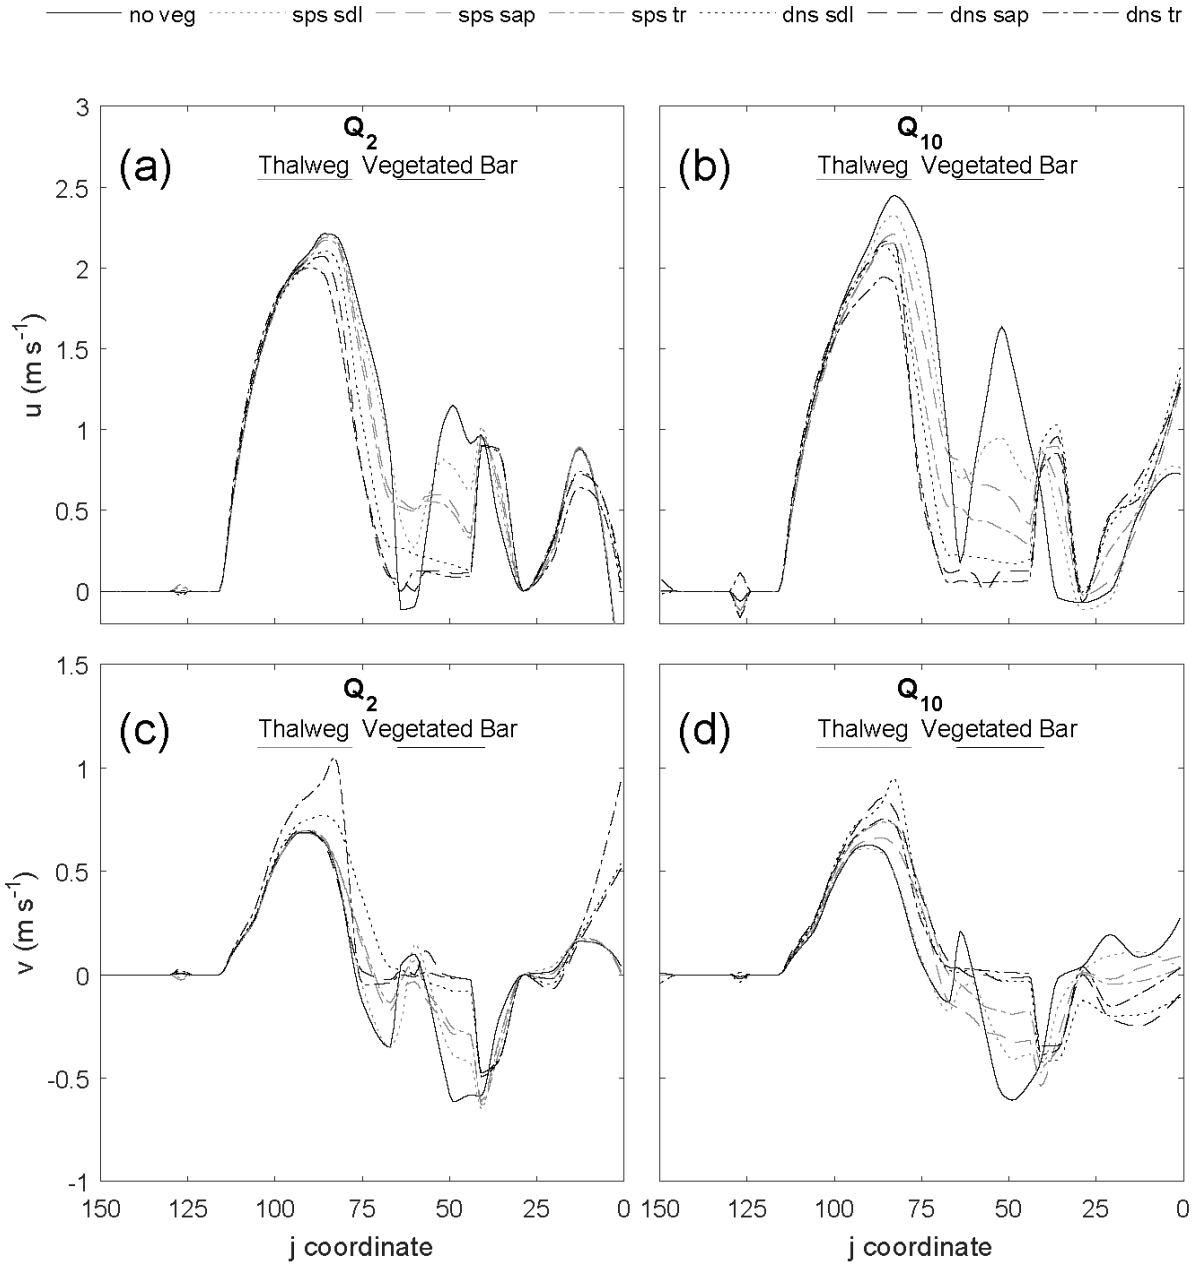 no veg sps sdl sps sap sps tr dns sdl dns sap dns tr
Q2 Q10
(a) Thalweg Vegetated Bar (b) Thalweg Vegetated Bar
3
2.5
2
1.5
1
0.5
0
u (m s-1)
Q2 Q10
(c) Thalweg Vegetated Bar (d) Thalweg Vegetated Bar
1.5
1
0.5
0
-0.5
-1
v (m s-1)
150 125 100 75 50 25 0 150 125 100 75 50 25 0
j coordinate j coordinate